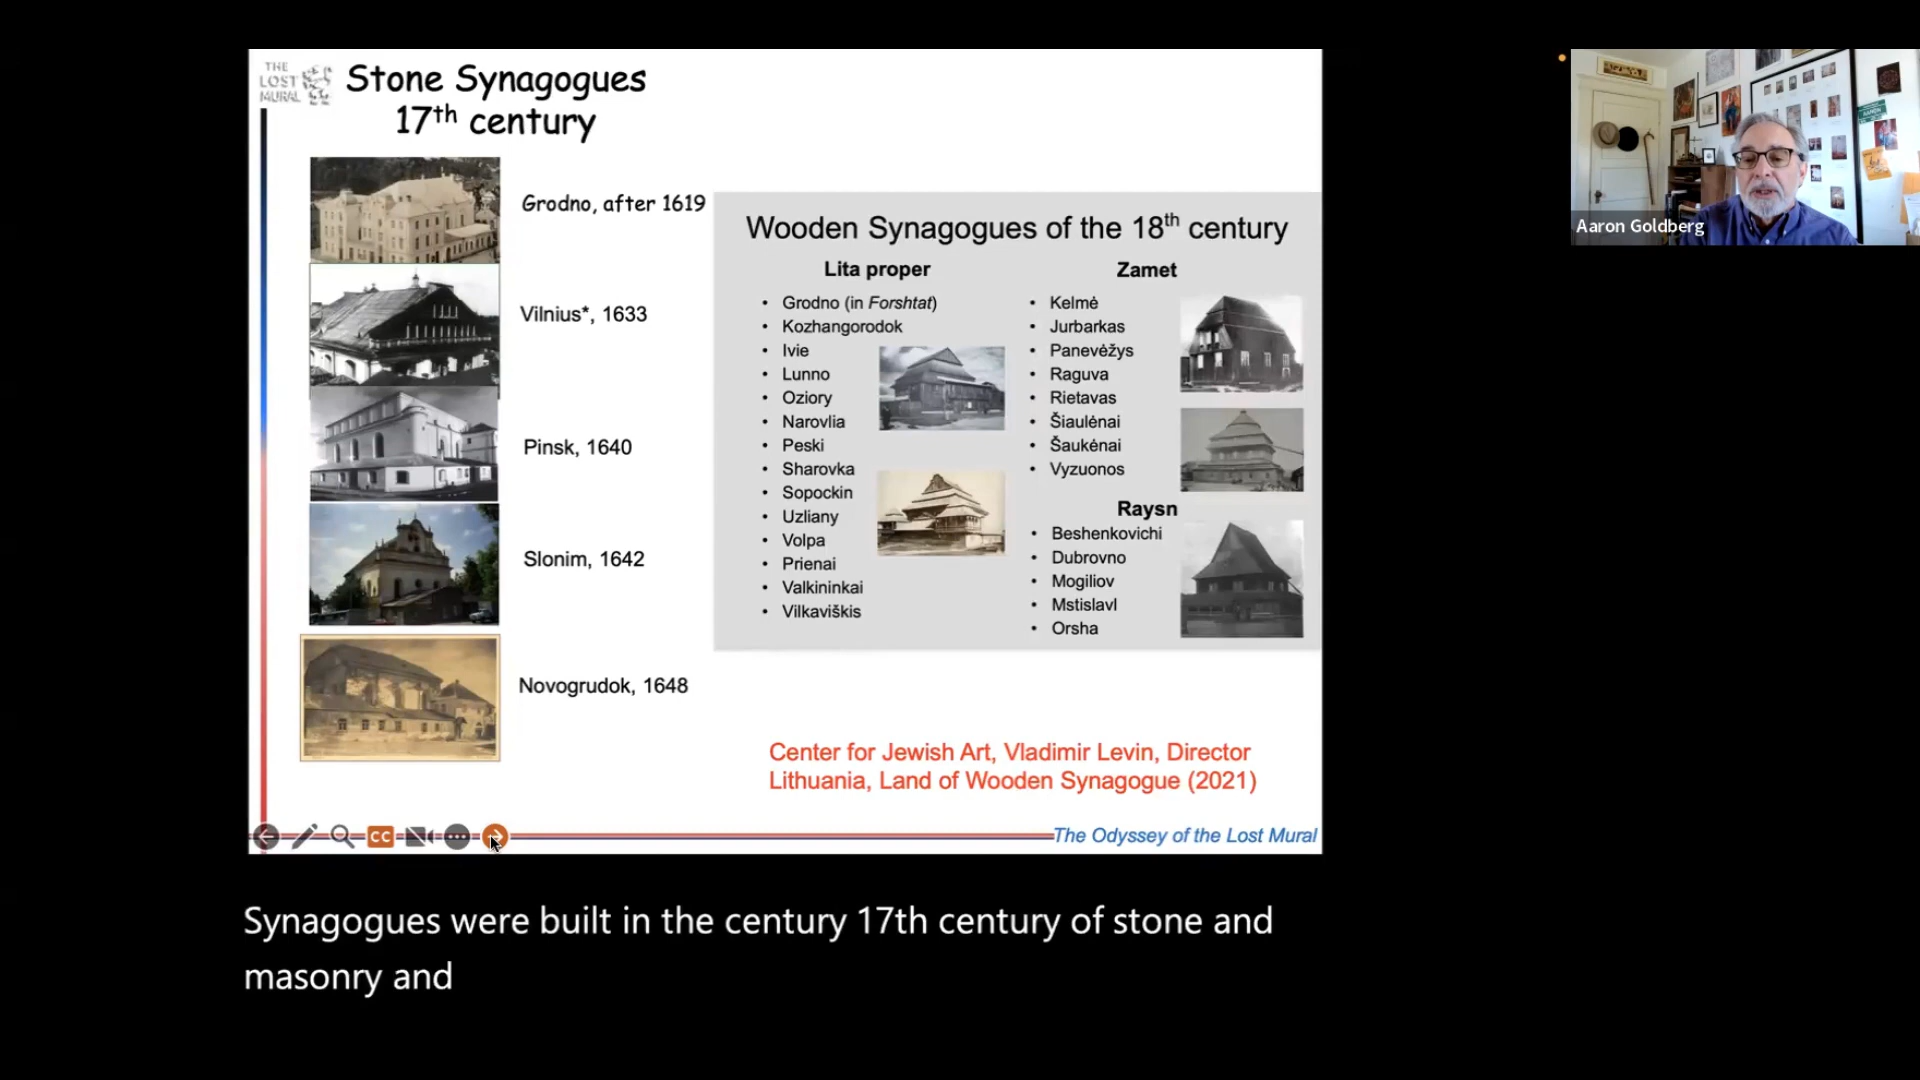 THE
LOST
MURAL
Stone Synagogues
17th century
Grodno, after 1619
Vilnius*, 1633
Pinsk, 1640
Slonim, 1642
Novogrudok, 1648
Wooden Synagogues of the 18th century
Lita proper
• Grodno (in Forshtat)
• Kozhangorodok
• Ivie
• Lunno
• Oziory
• Narovlia
• Peski
• Sharovka
• Sopockin
• Uzliany
• Volpa
• Prienai
• Valkininkai
• Vilkaviškis
Zamet
• Kelmė
• Jurbarkas
• Panevėžys
• Raguva
• Rietavas
• Šiaulėnai
• Šaukėnai
• Vyzuonos
Raysn
• Beshenkovichi
• Dubrovno
• Mogiliov
• Mstislavl
• Orsha
Center for Jewish Art, Vladimir Levin, Director
Lithuania, Land of Wooden Synagogue (2021)
CC
The Odyssey of the Lost Mural
Aaron Goldberg
Synagogues were built in the century 17th century of stone and
masonry and